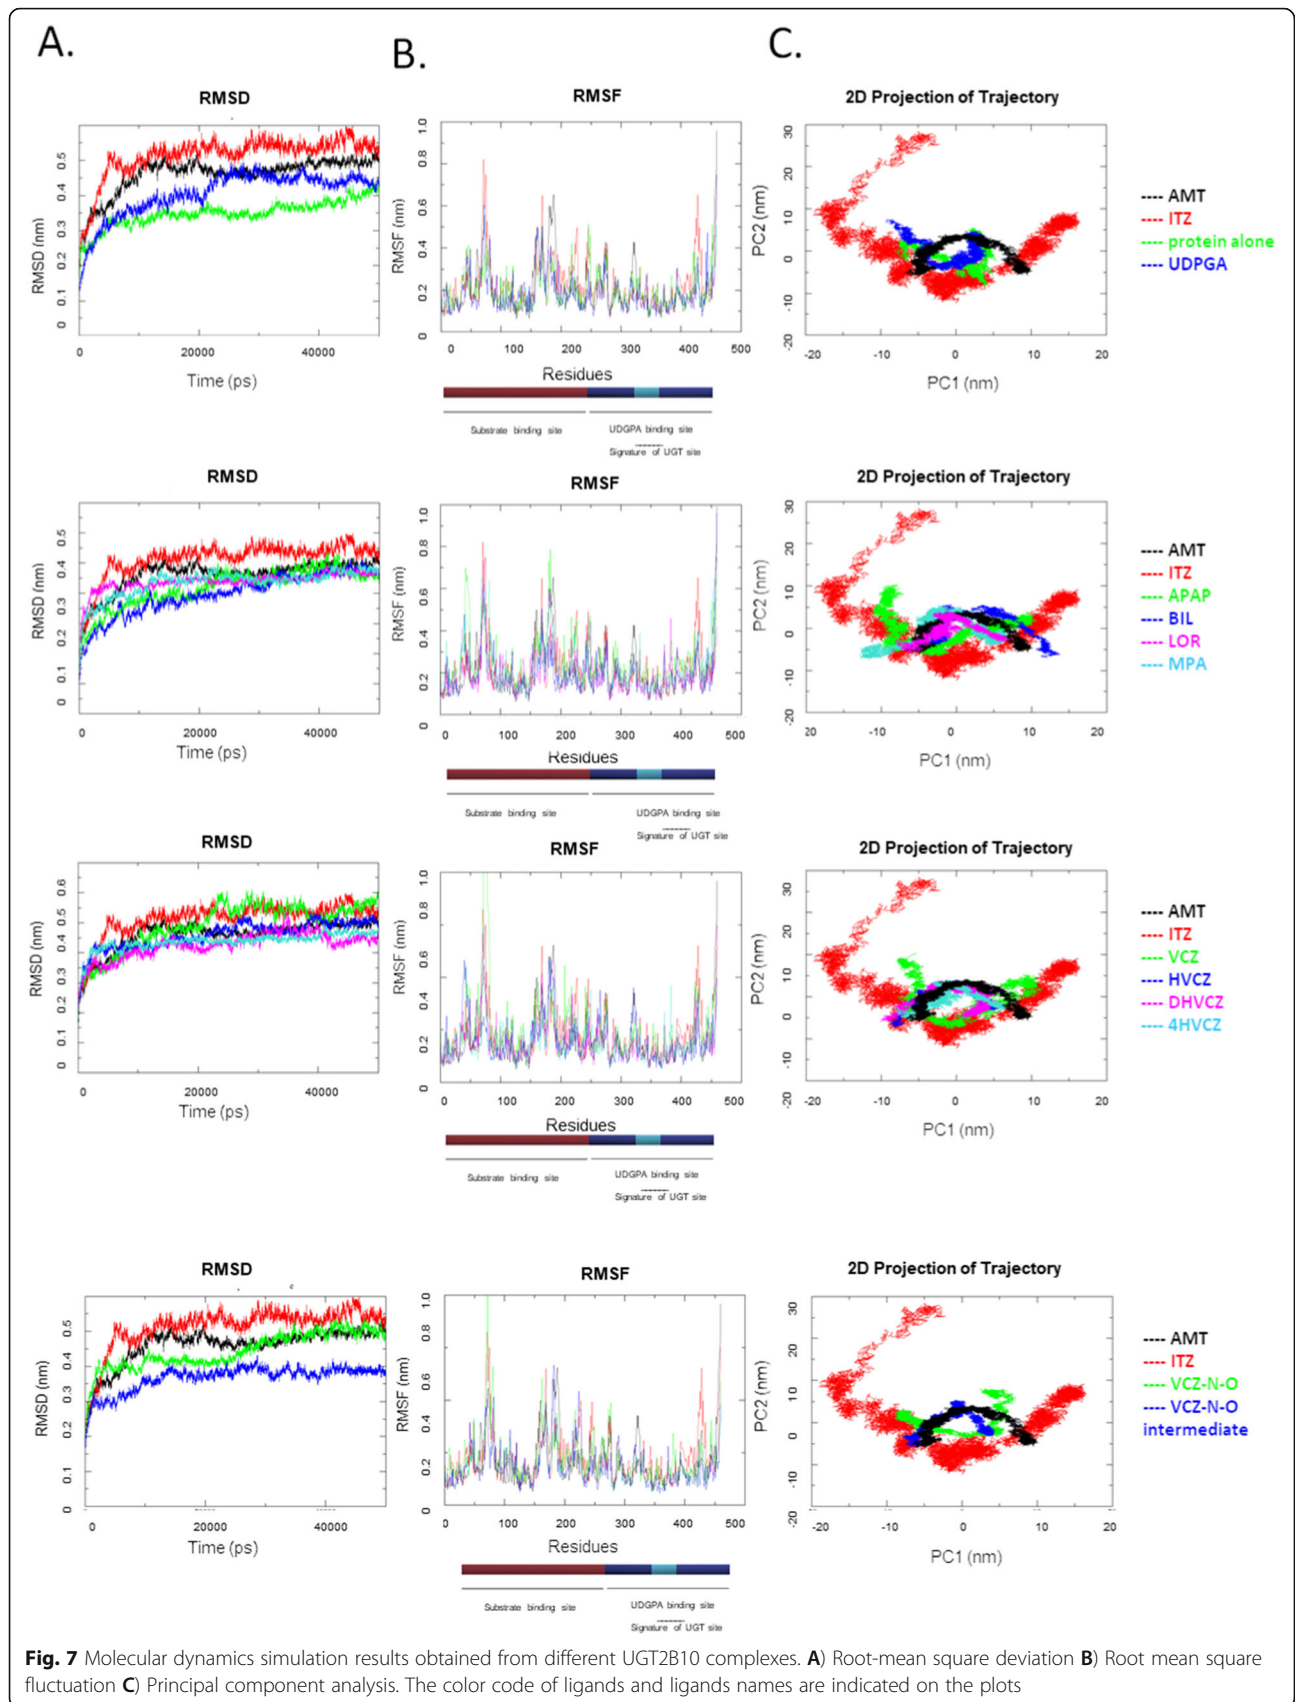 A.
B.
C.
RMSD
RMSF
2D Projection of Trajectory
RMSD (nm)
0 0.1 0.2 0.3 0.4 0.5
0 20000 40000
Time (ps)
RMSF (nm)
0 0.2 0.4 0.6 0.8 1.0
0 100 200 300 400 500
Residues
Substrate binding site
UDGPA binding site
Signature of UGT site
PC2 (nm)
-20 -10 0 10 20 30
-20 -10 0 10 20
PC1 (nm)
AMT
ITZ
protein alone
UDPGA
RMSD
RMSF
2D Projection of Trajectory
RMSD (nm)
0 0.1 0.2 0.3 0.4 0.5
0 20000 40000
Time (ps)
RMSF (nm)
0 0.2 0.4 0.6 0.8 1.0
0 100 200 300 400 500
Residues
Substrate binding site
UDGPA binding site
Signature of UGT site
PC2 (nm)
-20 -10 0 10 20 30
-20 -10 0 10 20
PC1 (nm)
AMT
ITZ
APAP
BIL
LOR
MPA
RMSD
RMSF
2D Projection of Trajectory
RMSD (nm)
0 0.1 0.2 0.3 0.4 0.5 0.6
0 20000 40000
Time (ps)
RMSF (nm)
0 0.2 0.4 0.6 0.8 1.0
0 100 200 300 400 500
Residues
Substrate binding site
UDGPA binding site
Signature of UGT site
PC2 (nm)
-20 -10 0 10 20 30
-20 -10 0 10 20
PC1 (nm)
AMT
ITZ
VCZ
HVCZ
DHVCZ
4HVCZ
RMSD
RMSF
2D Projection of Trajectory
RMSD (nm)
0 0.1 0.2 0.3 0.4 0.5
0 20000 40000
Time (ps)
RMSF (nm)
0 0.2 0.4 0.6 0.8 1.0
0 100 200 300 400 500
Residues
Substrate binding site
UDGPA binding site
Signature of UGT site
PC2 (nm)
-20 -10 0 10 20 30
-20 -10 0 10 20
PC1 (nm)
AMT
ITZ
VCZ-N-O
VCZ-N-O
intermediate
Fig. 7 Molecular dynamics simulation results obtained from different UGT2B10 complexes. A) Root-mean square deviation B) Root mean square
fluctuation C) Principal component analysis. The color code of ligands and ligands names are indicated on the plots